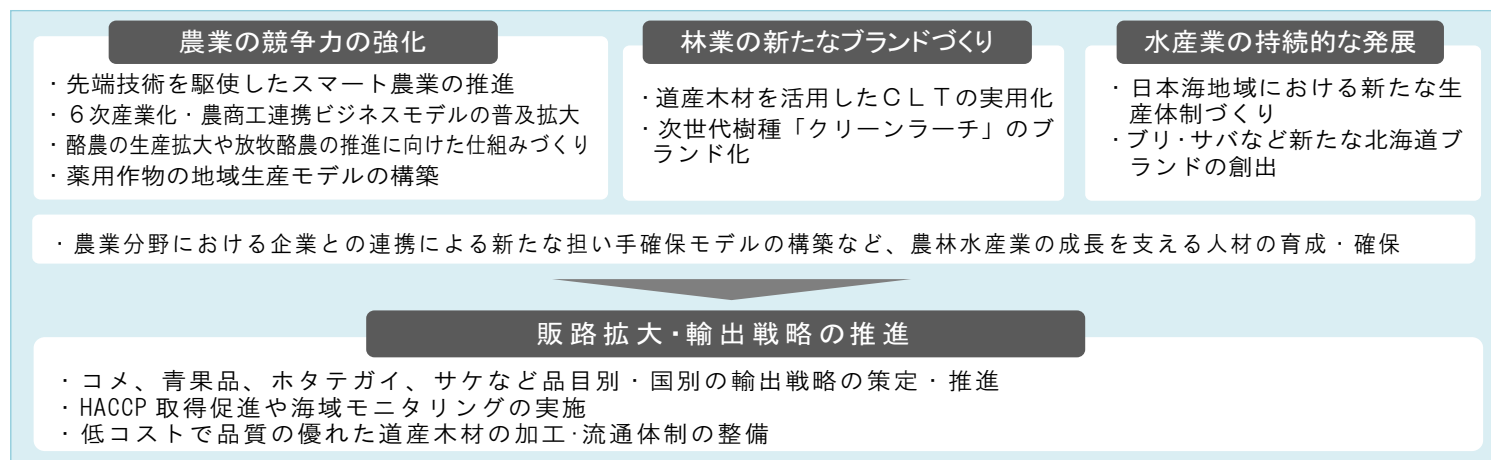 農業の競争力の強化
・先端技術を駆使したスマート農業の推進
・６次産業化・農商工連携ビジネスモデルの普及拡大
・酪農の生産拡大や放牧酪農の推進に向けた仕組みづくり
・薬用作物の地域生産モデルの構築
林業の新たなブランドづくり
・道産木材を活用したＣＬＴの実用化
・次世代樹種「クリーンラーチ」のブ
ランド化
水産業の持続的な発展
・日本海地域における新たな生
産体制づくり
・ブリ・サバなど新たな北海道ブ
ランドの創出
・農業分野における企業との連携による新たな担い手確保モデルの構築など、農林水産業の成長を支える人材の育成・確保
販路拡大・輸出戦略の推進
・コメ、青果品、ホタテガイ、サケなど品目別・国別の輸出戦略の策定・推進
・HACCP 取得促進や海域モニタリングの実施
・低コストで品質の優れた道産木材の加工・流通体制の整備